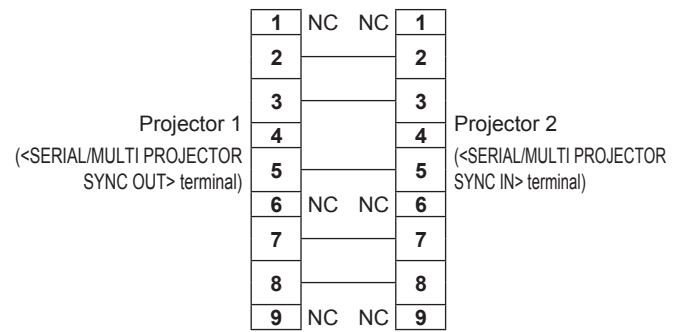 1 NC NC 1
2 2
3 3
Projector 1 Projector 2
4 4
(<SERIAL/MULTI PROJECTOR (<SERIAL/MULTI PROJECTOR
5 5
SYNC OUT> terminal) SYNC IN> terminal)
6 NC NC 6
7 7
8 8
9 NC NC 9